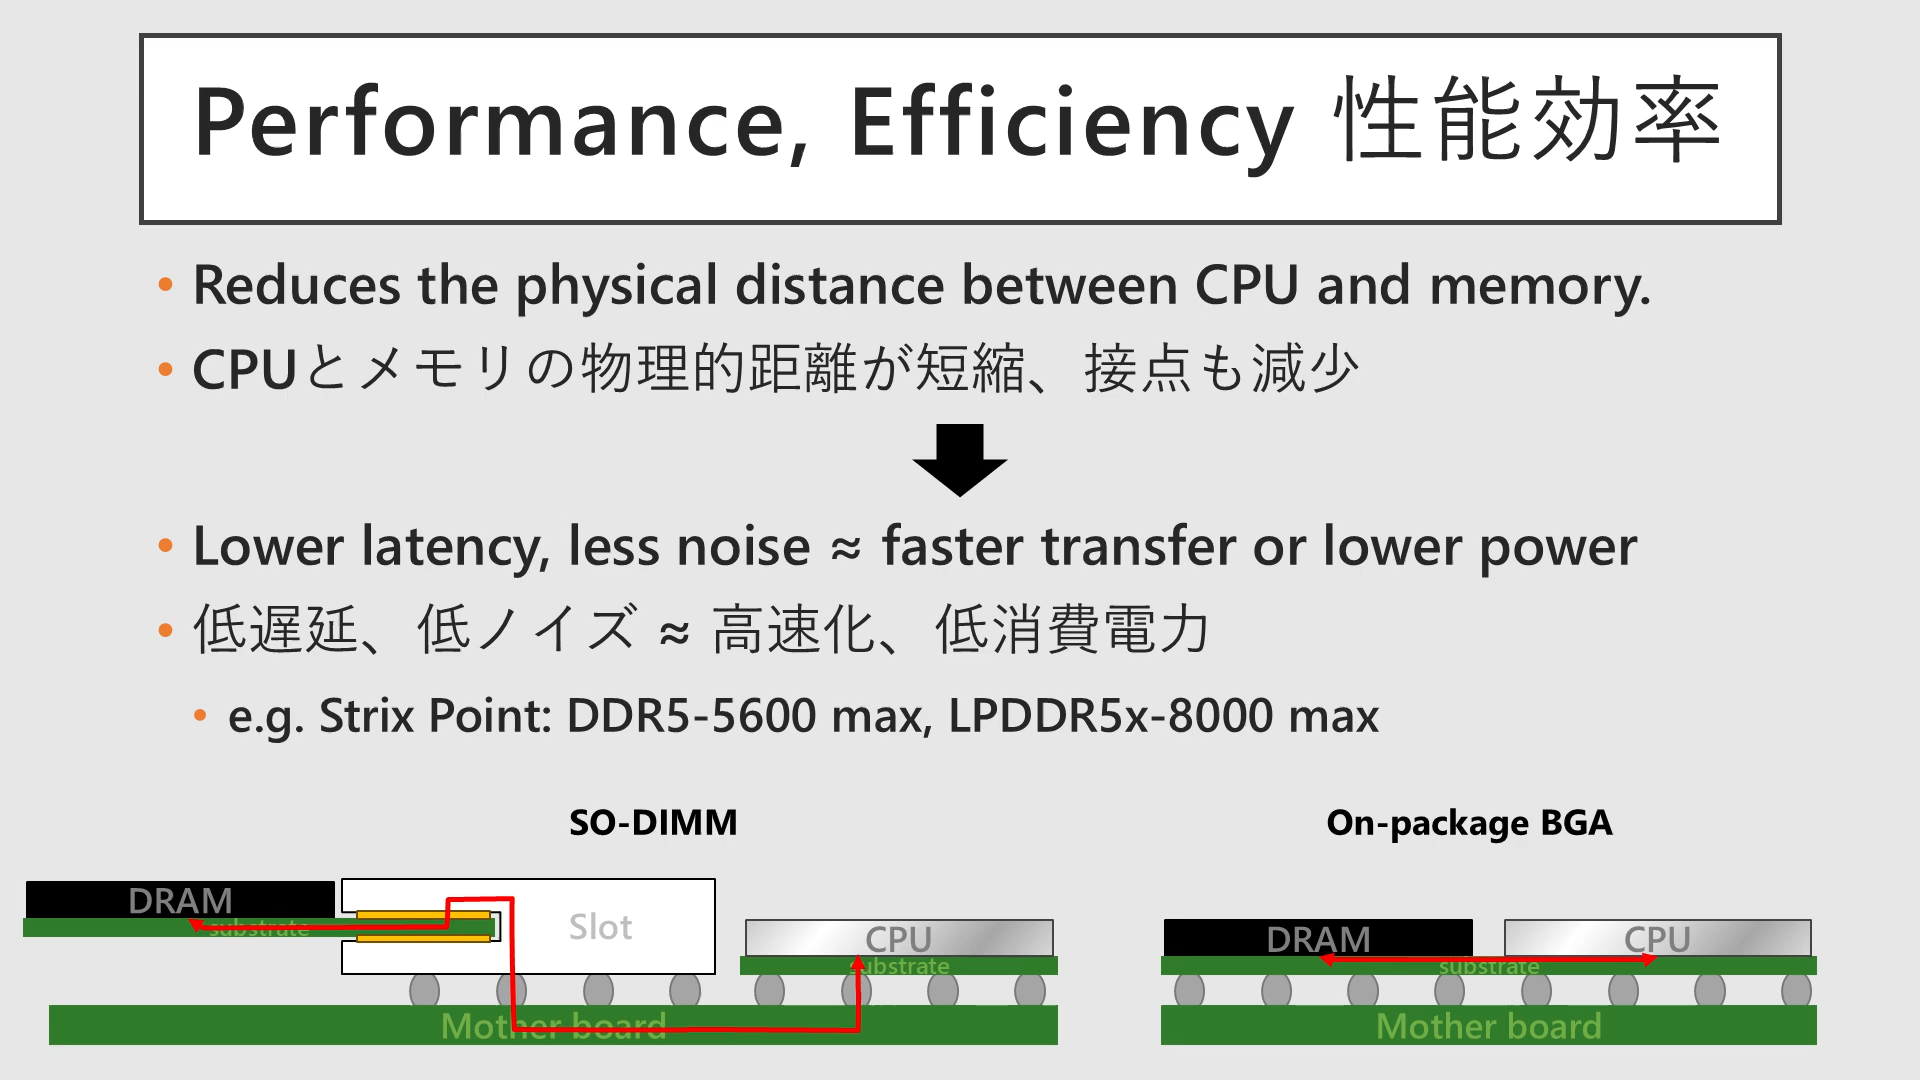 Performance, Efficiency 性能効率
• Reduces the physical distance between CPU and memory.
• CPUとメモリの物理的距離が短縮、接点も減少
• Lower latency, less noise ≈ faster transfer or lower power
• 低遅延、低ノイズ ≈ 高速化、低消費電力
• e.g. Strix Point: DDR5-5600 max, LPDDR5x-8000 max
SO-DIMM
DRAM
substrate
Slot
CPU
substrate
Mother board
On-package BGA
DRAM
CPU
substrate
Mother board